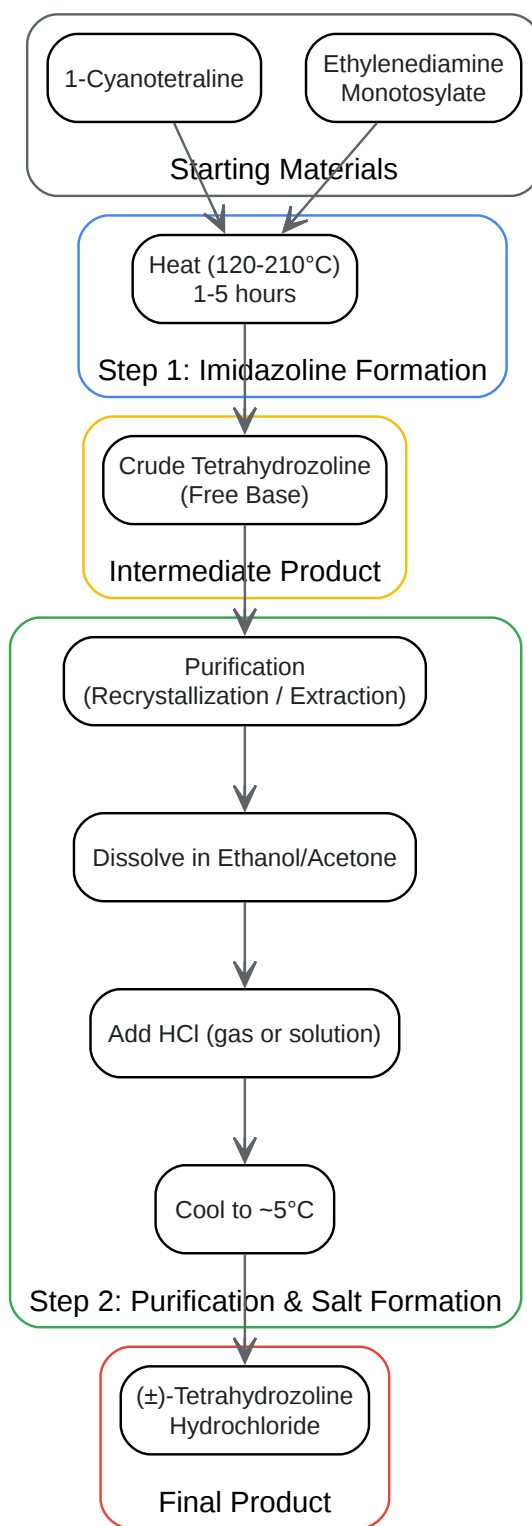 1-Cyanotetraline
Ethylenediamine
Monotosylate
Starting Materials
Heat (120-210°C)
1-5 hours
Step 1: Imidazoline Formation
Crude Tetrahydrozoline
(Free Base)
Intermediate Product
Purification
(Recrystallization / Extraction)
Dissolve in Ethanol/Acetone
Add HCl (gas or solution)
Cool to ~5°C
Step 2: Purification & Salt Formation
(±)-Tetrahydrozoline
Hydrochloride
Final Product